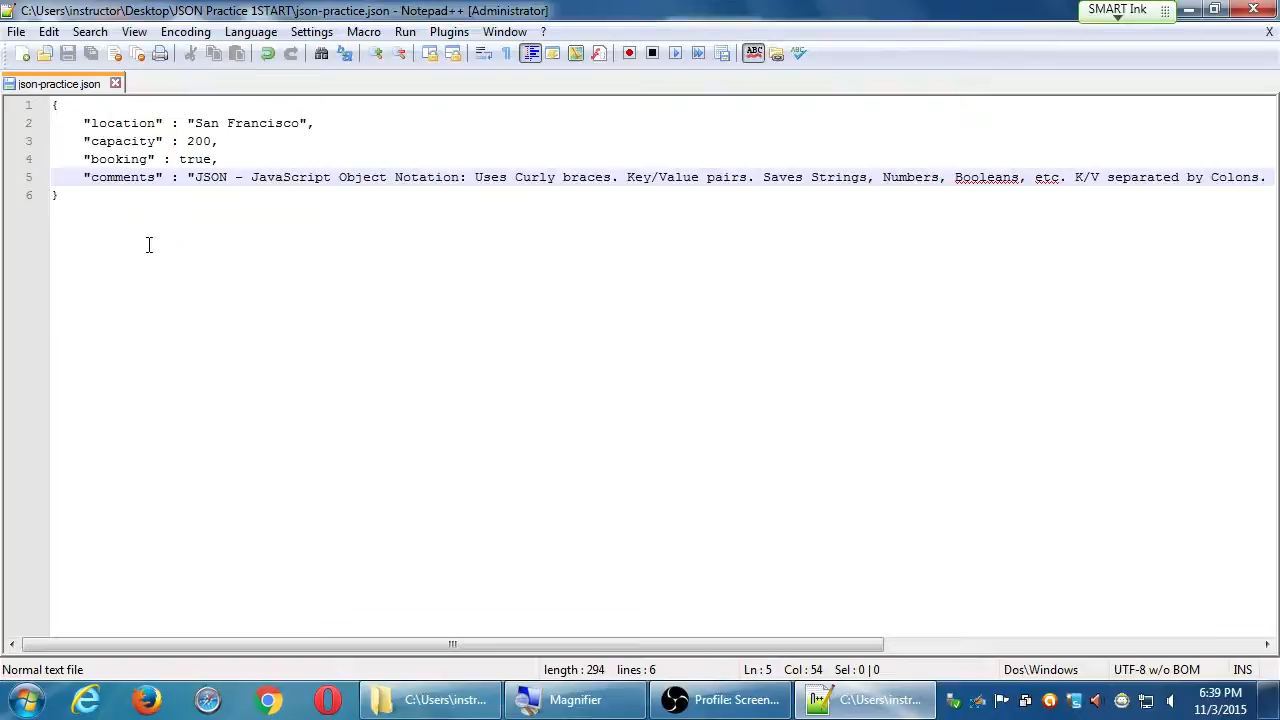 C:\Users\instructor\Desktop\JSON Practice 1START\json-practice.json - Notepad++ [Administrator]
SMART Ink
File Edit Search View Encoding Language Settings Macro Run Plugins Window ? X
ABC ABC
json-practice.json
1 {
2 "location" : "San Francisco",
3 "capacity" : 200,
4 "booking" : true,
5 "comments" : "JSON - JavaScript Object Notation: Uses Curly braces. Key/Value pairs. Saves Strings, Numbers, Booleans, etc. K/V separated by Colons.
6 }
Normal text file length : 294 lines : 6 Ln : 5 Col : 54 Sel : 0 | 0 Dos\Windows UTF-8 w/o BOM INS
C:\Users\instr... Magnifier Profile: Screen... C:\Users\instr... 6:39 PM
11/3/2015